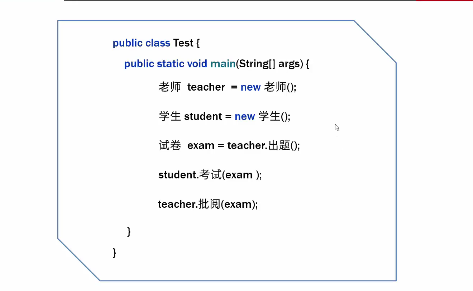 public class Test {
public static void main(String[] args) {
老师 teacher = new 老师();
学生 student = new 学生();
试卷 exam = teacher.出题();
student.考试(exam );
teacher.批阅(exam);
}
}